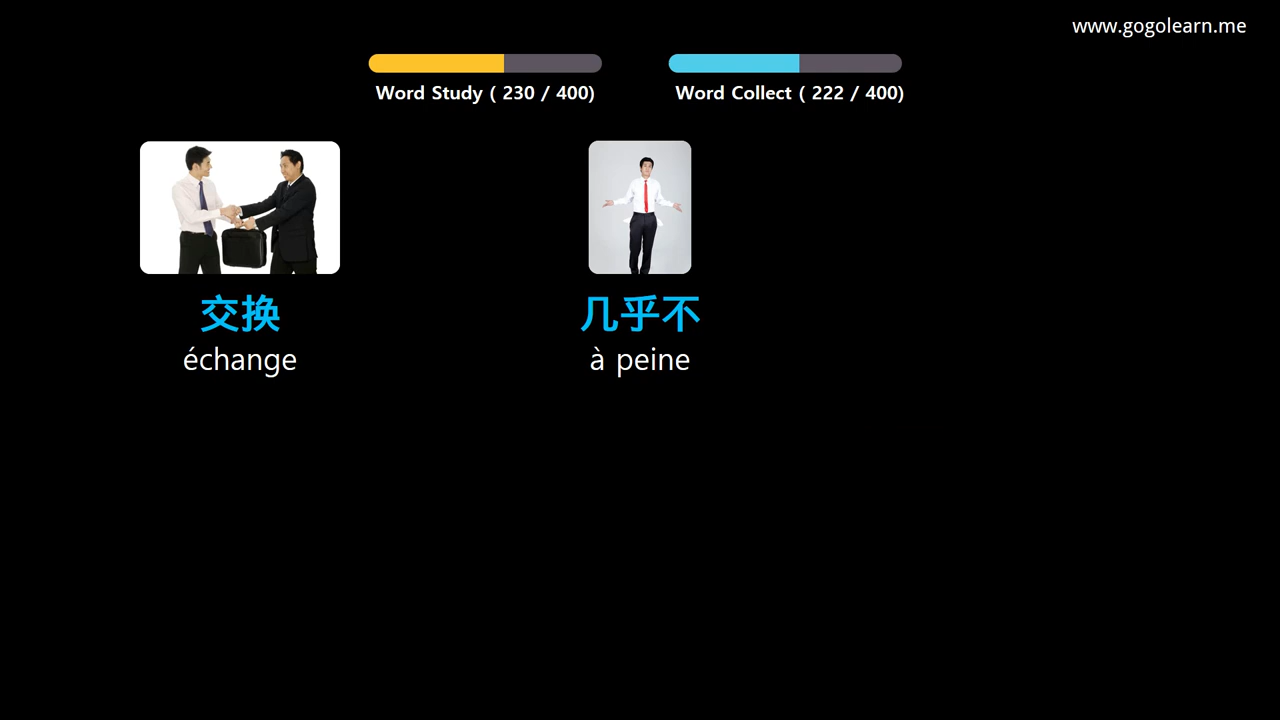 www.gogolearn.me
Word Study ( 230 / 400)
Word Collect ( 222 / 400)
交换
échange
几乎不
à peine